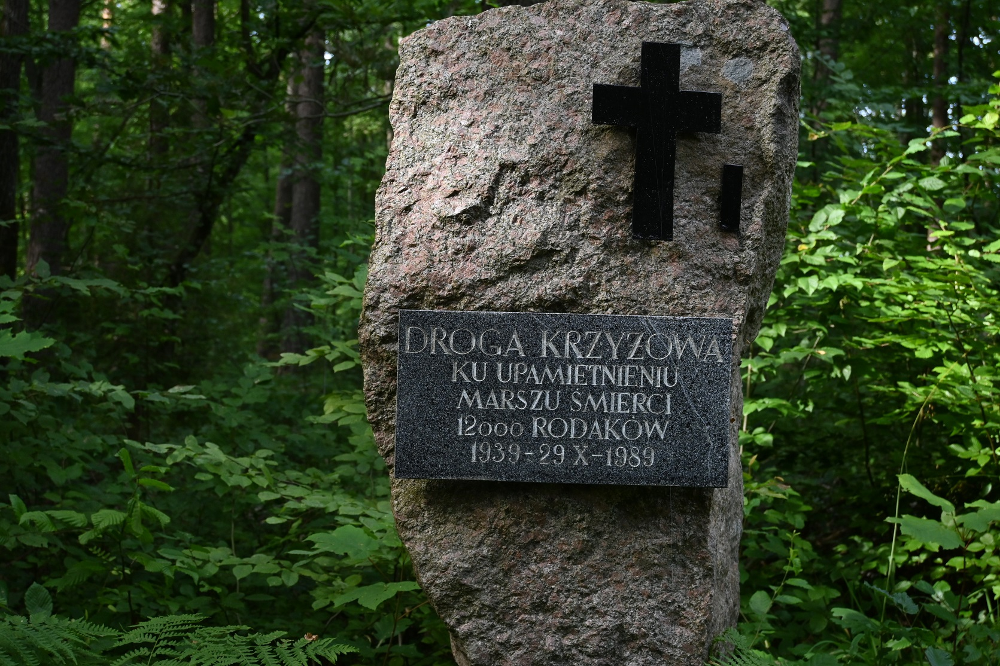 DROGA KRZYŻOWA
KU UPAMIĘTNIENIU
MARSZU ŚMIERCI
12000 RODAKÓW
1939-29 X-1989
I